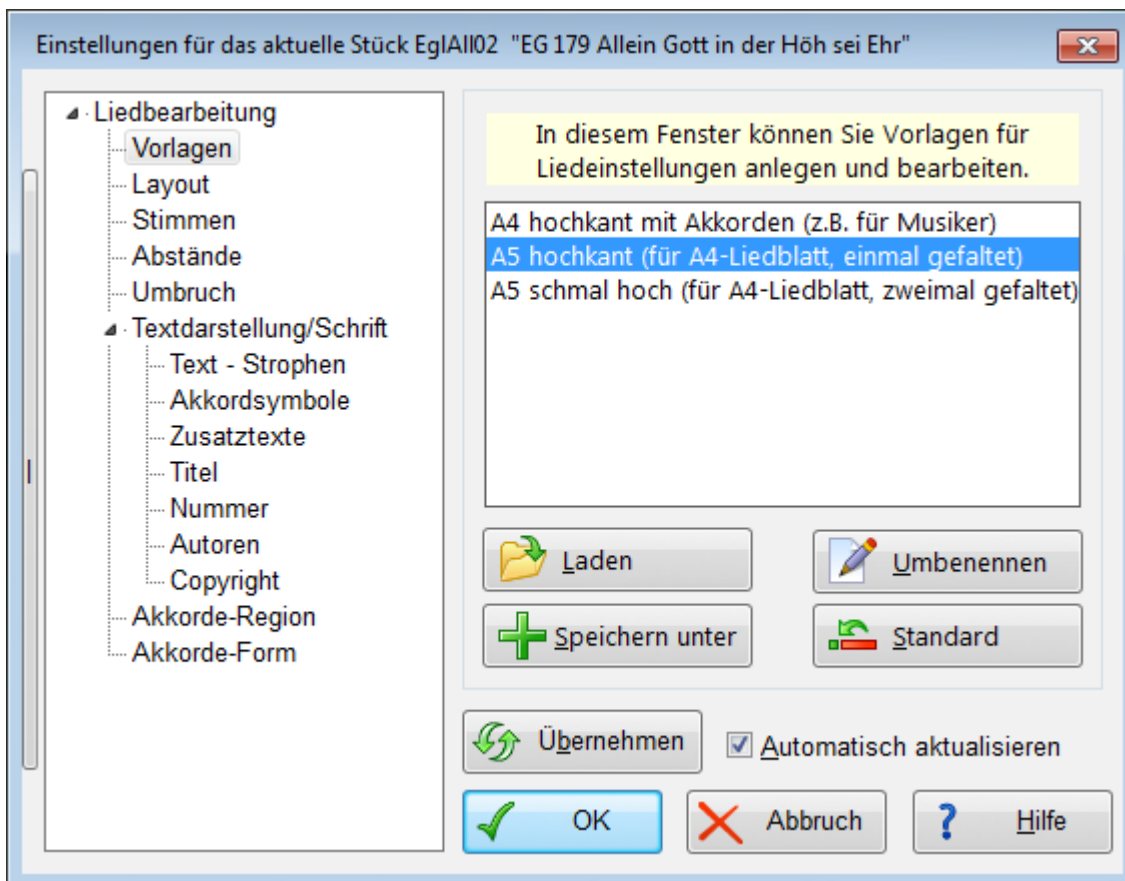 Einstellungen für das aktuelle Stück EglAll02 "EG 179 Allein Gott in der Höh sei Ehr"
Liedbearbeitung
Vorlagen
Layout
Stimmen
Abstände
Umbruch
Textdarstellung/Schrift
Text - Strophen
Akkordsymbole
Zusatztexte
Titel
Nummer
Autoren
Copyright
Akkorde-Region
Akkorde-Form
In diesem Fenster können Sie Vorlagen für
Liedeinstellungen anlegen und bearbeiten.
A4 hochkant mit Akkorden (z.B. für Musiker)
A5 hochkant (für A4-Liedblatt, einmal gefaltet)
A5 schmal hoch (für A4-Liedblatt, zweimal gefaltet)
Laden
Umbenennen
Speichern unter
Standard
Übernehmen
Automatisch aktualisieren
OK
Abbruch
Hilfe